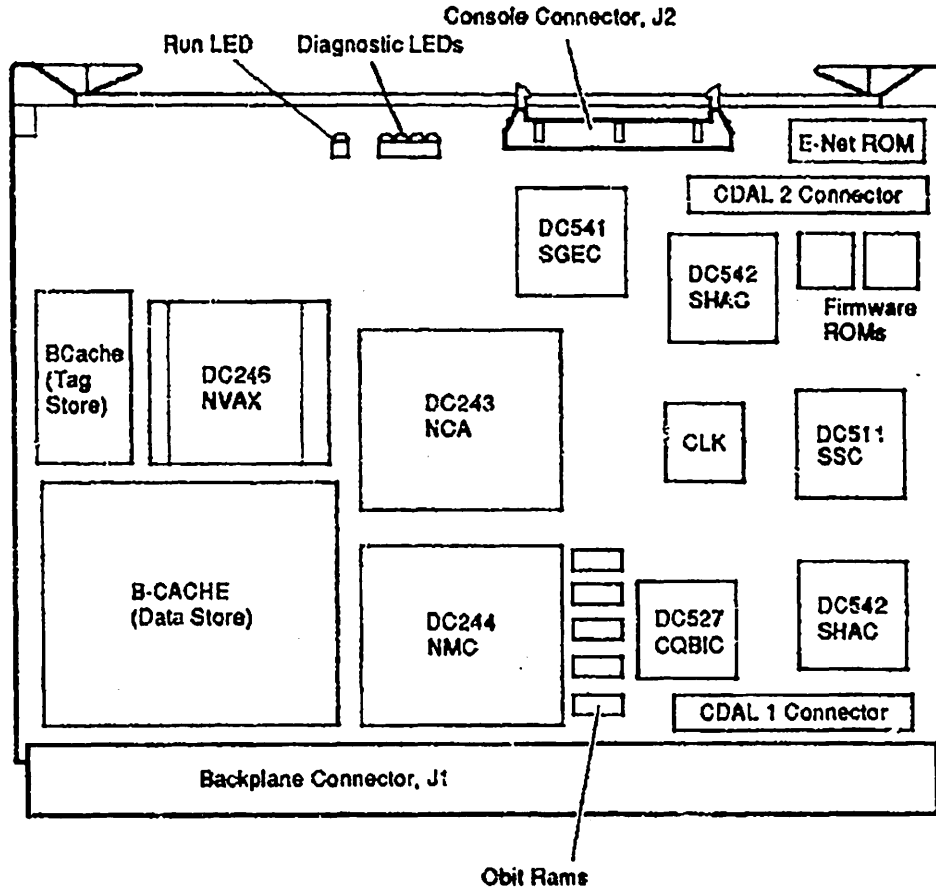 Console Connector, J2
Run LED
Diagnostic LEDs
E-Net ROM
CDAL 2 Connector
DC541
SGEC
DC542
SHAC
Firmware
ROMs
BCache
(Tag
Store)
DC246
NVAX
DC243
NCA
CLK
DC511
SSC
B-CACHE
(Data Store)
DC244
NMC
DC527
CQBIC
DC542
SHAC
CDAL 1 Connector
Backplane Connector, J1
Obit Rams